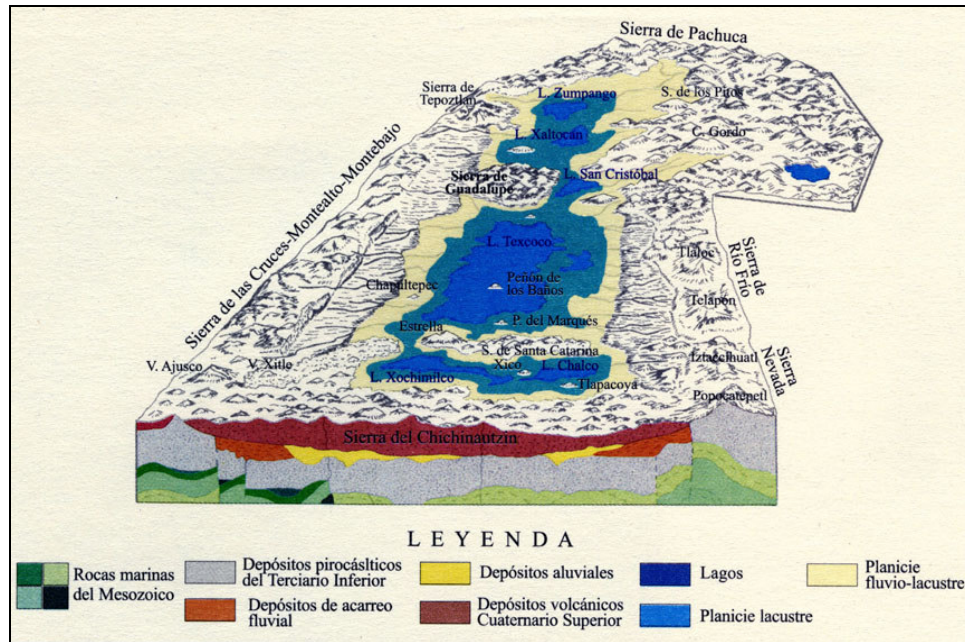 Sierra de Pachuca
Sierra de
Tepoztlan
L. Zumpango
S. de los Pitos
L. Xaltocan
C. Gordo
Sierra de las Cruces-Montealto-Montebajo
Sierra de
Guadalupe
L. San Cristóbal
L. Texcoco
Tlaloc
Sierra de
Río Frío
Chapultepec
Peñón de
los Baños
Telapón
Estrella
P. del Marqués
V. Ajusco
V. Xitle
S. de Santa Catarina
Iztaccíhuatl
Sierra
Nevada
Xico
L. Chalco
L. Xochimilco
Tlapacoya
Popocatepetl
Sierra del Chichinautzin
LEYENDA
Rocas marinas
del Mesozoico
Depósitos pirocáslticos
del Terciario Inferior
Depósitos de acarreo
fluvial
Depósitos aluviales
Depósitos volcánicos
Cuaternario Superior
Lagos
Planicie lacustre
Planicie
fluvio-lacustre